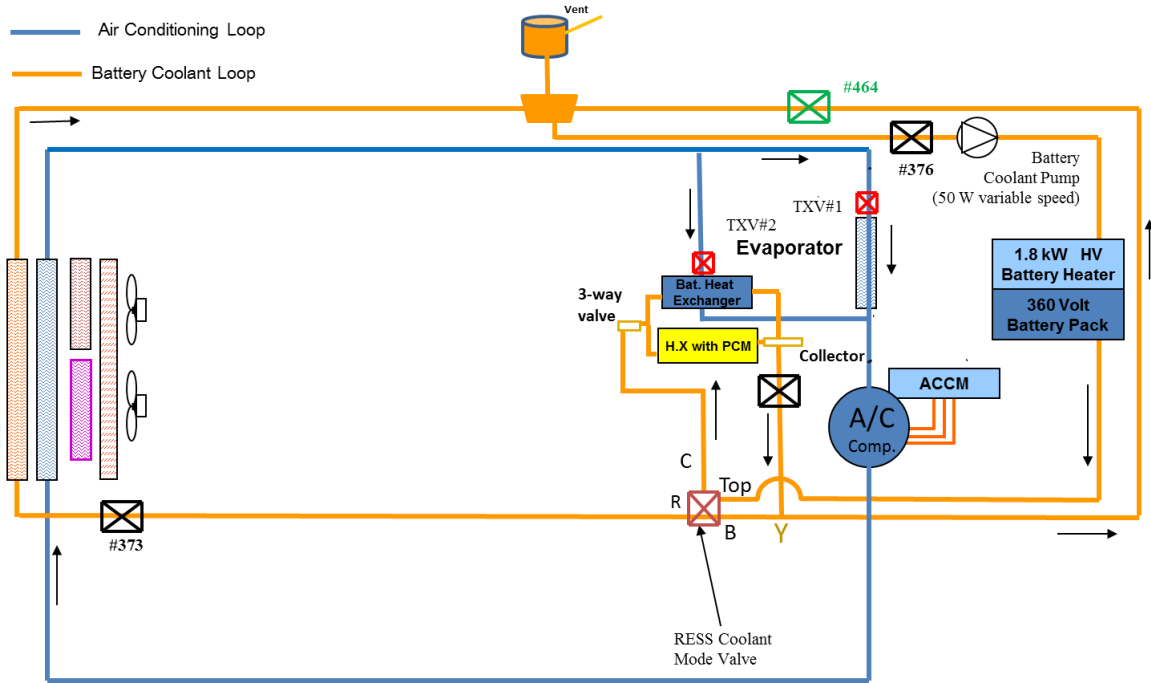 Vent
Air Conditioning Loop
Battery Coolant Loop
#464
#376
Battery
Coolant Pump
(50 W variable speed)
TXV#1
TXV#2
Evaporator
1.8 kW HV
Battery Heater
360 Volt
Battery Pack
Bat. Heat
Exchanger
3-way
valve
H.X with PCM
Collector
ACCM
A/C
Comp.
C
Top
R
B
Y
#373
RESS Coolant
Mode Valve